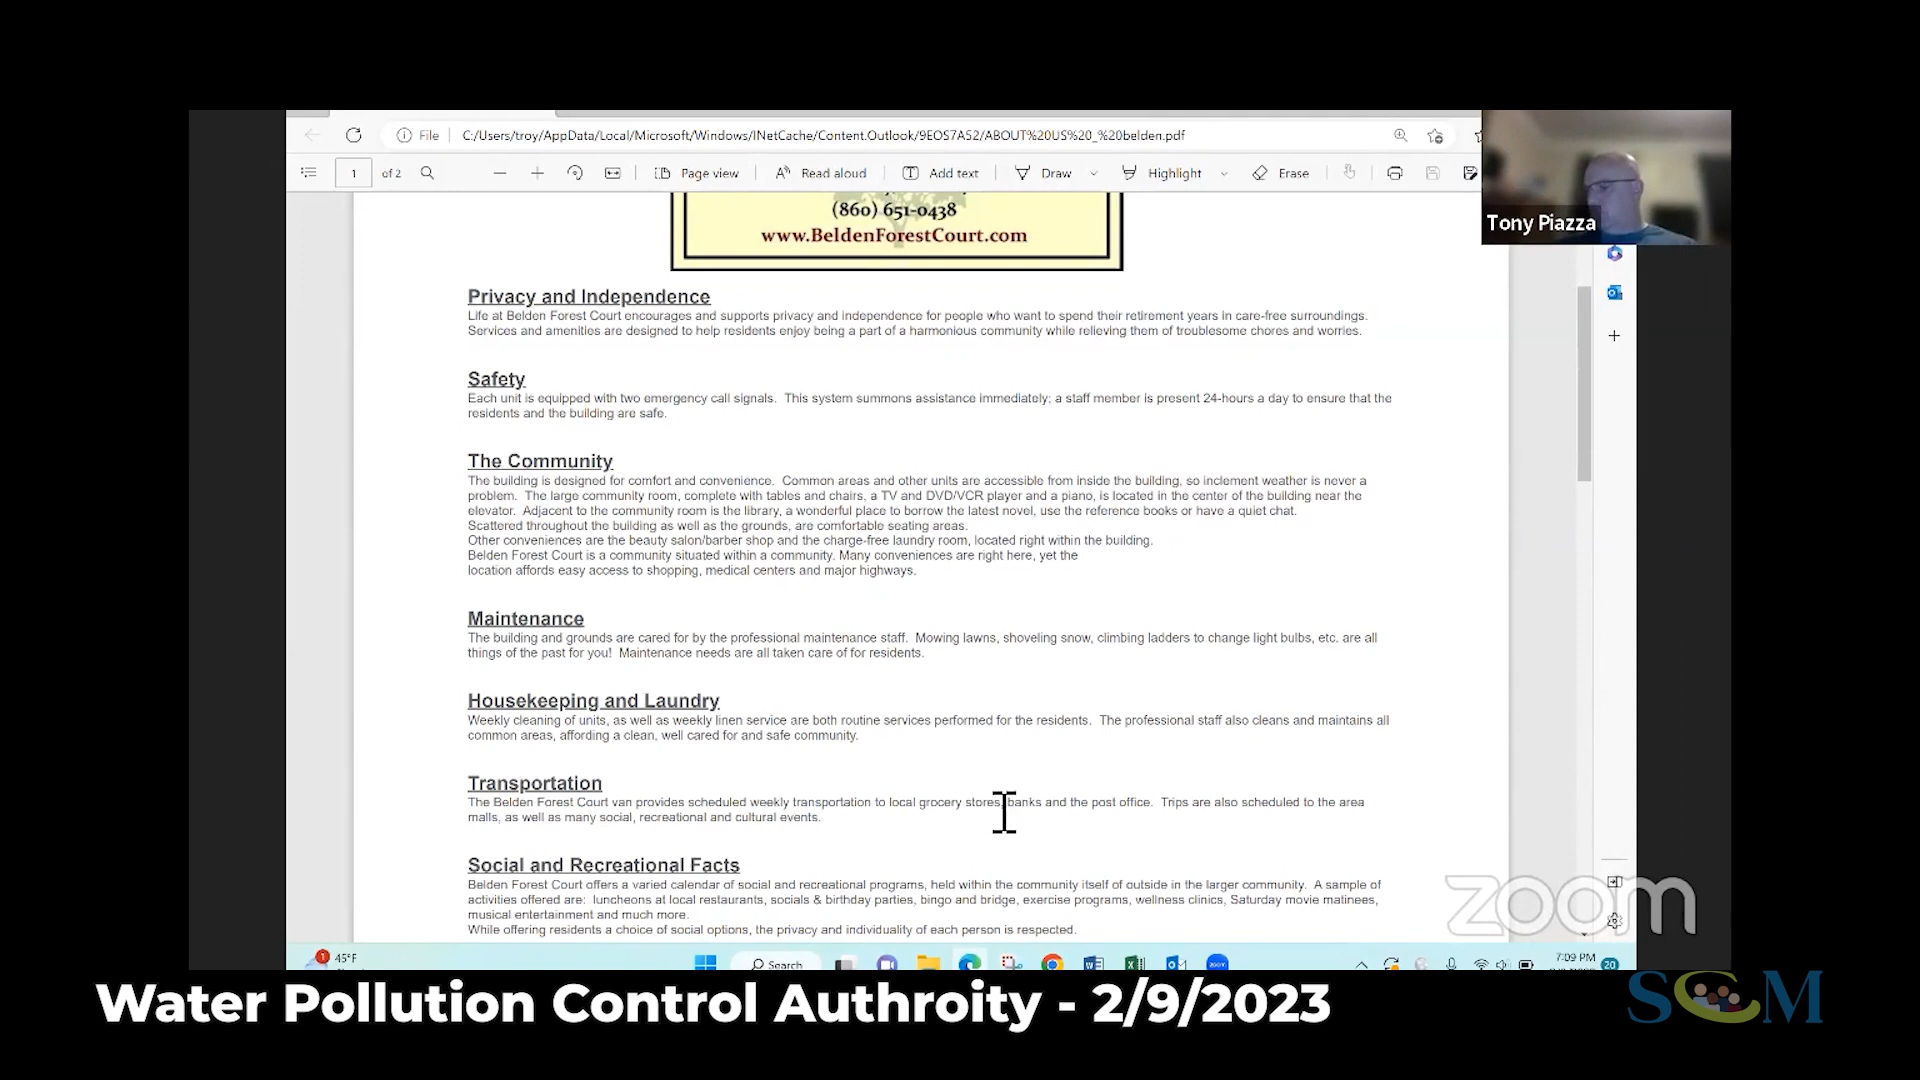 File
C:/Users/troy/AppData/Local/Microsoft/Windows/INetCache/Content.Outlook/9EOS7AS2/ABOUT%20US%20_%20belden.pdf
1 of 2
Page view
Read aloud
Add text
Draw
Highlight
Erase
Tony Piazza
(860) 651-0438
www.BeldenForestCourt.com
Privacy and Independence
Life at Belden Forest Court encourages and supports privacy and independence for people who want to spend their retirement years in care-free surroundings.
Services and amenities are designed to help residents enjoy being a part of a harmonious community while relieving them of troublesome chores and worries.
Safety
Each unit is equipped with two emergency call signals. This system summons assistance immediately; a staff member is present 24-hours a day to ensure that the
residents and the building are safe.
The Community
The building is designed for comfort and convenience. Common areas and other units are accessible from inside the building, so inclement weather is never a
problem. The large community room, complete with tables and chairs, a TV and DVD/VCR player and a piano, is located in the center of the building near the
elevator. Adjacent to the community room is the library, a wonderful place to borrow the latest novel, use the reference books or have a quiet chat.
Scattered throughout the building as well as the grounds, are comfortable seating areas.
Other conveniences are the beauty salon/barber shop and the charge-free laundry room, located right within the building.
Belden Forest Court is a community situated within a community. Many conveniences are right here, yet the
location affords easy access to shopping, medical centers and major highways.
Maintenance
The building and grounds are cared for by the professional maintenance staff. Mowing lawns, shoveling snow, climbing ladders to change light bulbs, etc. are all
things of the past for you! Maintenance needs are all taken care of for residents.
Housekeeping and Laundry
Weekly cleaning of units, as well as weekly linen service are both routine services performed for the residents. The professional staff also cleans and maintains all
common areas, affording a clean, well cared for and safe community.
Transportation
The Belden Forest Court van provides scheduled weekly transportation to local grocery stores, banks and the post office. Trips are also scheduled to the area
malls, as well as many social, recreational and cultural events.
Social and Recreational Facts
Belden Forest Court offers a varied calendar of social and recreational programs, held within the community itself of outside in the larger community. A sample of
activities offered are: luncheons at local restaurants, socials & birthday parties, bingo and bridge, exercise programs, wellness clinics, Saturday movie matinees,
musical entertainment and much more.
While offering residents a choice of social options, the privacy and individuality of each person is respected.
zoom
1
45°F
Search
zoom
7:09 PM
20
Water Pollution Control Authroity - 2/9/2023
SCM